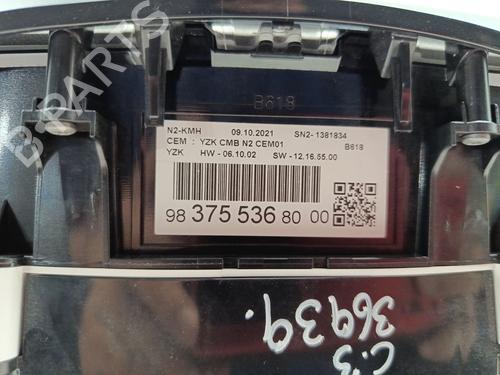 B-PARTS
B618
N2-KMH 09.10.2021 SN2- 1381834
CEM : YZK CMB N2 CEM01 B618
YZK HW - 06.10.02 SW - 12.16.55.00
98 375 536 80 00
C3
36939.